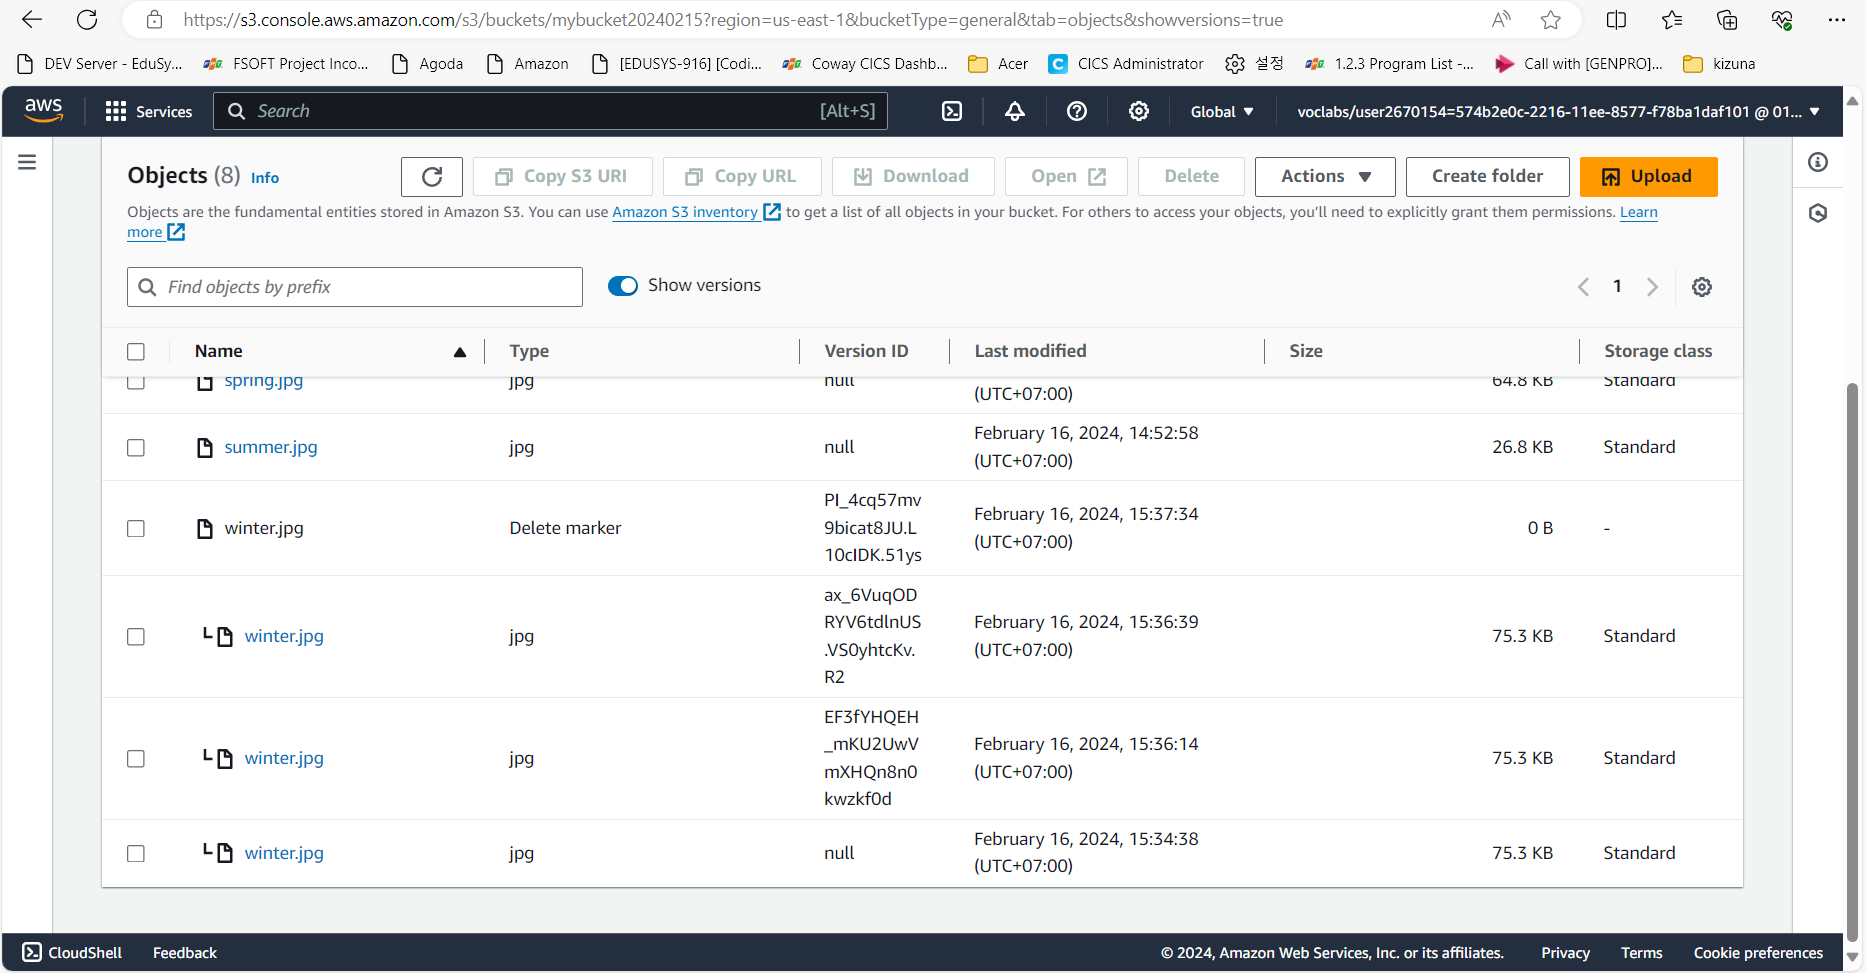 https://s3.console.aws.amazon.com/s3/buckets/mybucket20240215?region=us-east-1&bucketType=general&tab=objects&showversions=true
DEV Server - EduSy... FSOFT Project Inco... Agoda Amazon [EDUSYS-916] [Codi... Coway CICS Dashb... Acer CICS Administrator 설정 1.2.3 Program List -... Call with [GENPRO]... kizuna
aws Services Search [Alt+S] Global voclabs/user2670154=574b2e0c-2216-11ee-8577-f78ba1daf101 @ 01...
Objects (8) Info Copy S3 URI Copy URL Download Open Delete Actions Create folder Upload
Objects are the fundamental entities stored in Amazon S3. You can use Amazon S3 inventory to get a list of all objects in your bucket. For others to access your objects, you'll need to explicitly grant them permissions. Learn
more
Find objects by prefix Show versions 1
Name Type Version ID Last modified Size Storage class
spring.jpg jpg null (UTC+07:00) 64.8 KB Standard
summer.jpg jpg null February 16, 2024, 14:52:58 (UTC+07:00) 26.8 KB Standard
winter.jpg Delete marker PI_4cq57mv
9bicat8JU.L
10cIDK.51ys February 16, 2024, 15:37:34
(UTC+07:00) 0 B -
winter.jpg jpg ax_6VuqOD
RYV6tdlnUS
.VS0yhtcKv.
R2 February 16, 2024, 15:36:39
(UTC+07:00) 75.3 KB Standard
winter.jpg jpg EF3fYHQEH
_mKU2UwV
mXHQn8n0
kwzkf0d February 16, 2024, 15:36:14
(UTC+07:00) 75.3 KB Standard
winter.jpg jpg null February 16, 2024, 15:34:38
(UTC+07:00) 75.3 KB Standard
CloudShell Feedback © 2024, Amazon Web Services, Inc. or its affiliates. Privacy Terms Cookie preferences